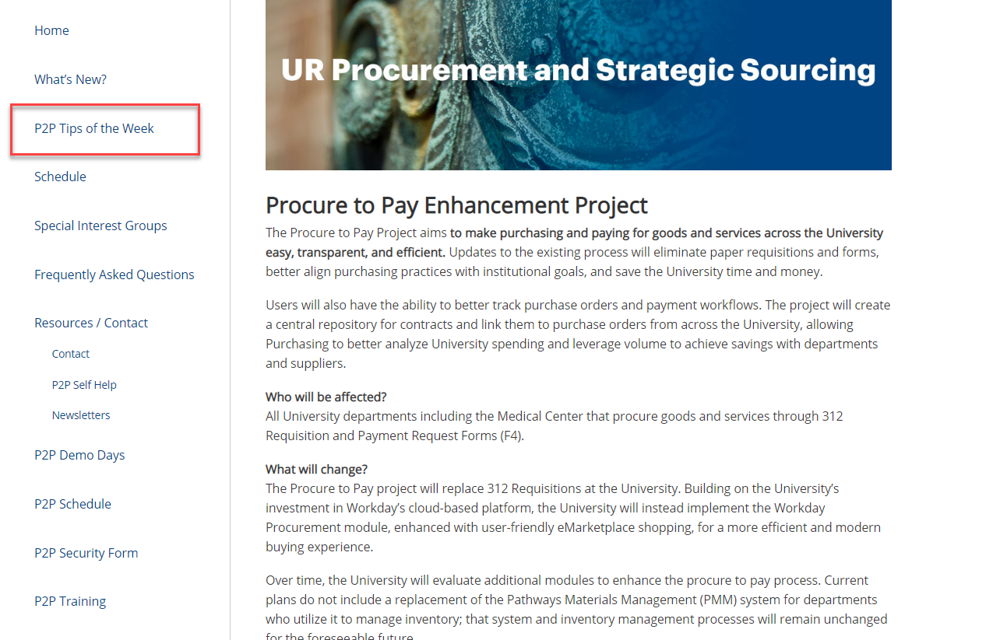 Home
What's New?
P2P Tips of the Week
Schedule
Special Interest Groups
Frequently Asked Questions
Resources / Contact
Contact
P2P Self Help
Newsletters
P2P Demo Days
P2P Schedule
P2P Security Form
P2P Training
UR Procurement and Strategic Sourcing
Procure to Pay Enhancement Project
The Procure to Pay Project aims to make purchasing and paying for goods and services across the University
easy, transparent, and efficient. Updates to the existing process will eliminate paper requisitions and forms,
better align purchasing practices with institutional goals, and save the University time and money.
Users will also have the ability to better track purchase orders and payment workflows. The project will create
a central repository for contracts and link them to purchase orders from across the University, allowing
Purchasing to better analyze University spending and leverage volume to achieve savings with departments
and suppliers.
Who will be affected?
All University departments including the Medical Center that procure goods and services through 312
Requisition and Payment Request Forms (F4).
What will change?
The Procure to Pay project will replace 312 Requisitions at the University. Building on the University's
investment in Workday's cloud-based platform, the University will instead implement the Workday
Procurement module, enhanced with user-friendly eMarketplace shopping, for a more efficient and modern
buying experience.
Over time, the University will evaluate additional modules to enhance the procure to pay process. Current
plans do not include a replacement of the Pathways Materials Management (PMM) system for departments
who utilize it to manage inventory; that system and inventory management processes will remain unchanged
for the foreseeable future.